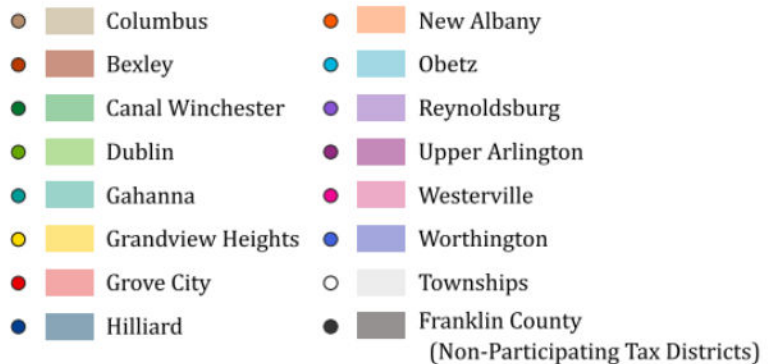 Columbus
Bexley
Canal Winchester
Dublin
Gahanna
Grandview Heights
Grove City
Hilliard
New Albany
Obetz
Reynoldsburg
Upper Arlington
Westerville
Worthington
Townships
Franklin County
(Non-Participating Tax Districts)